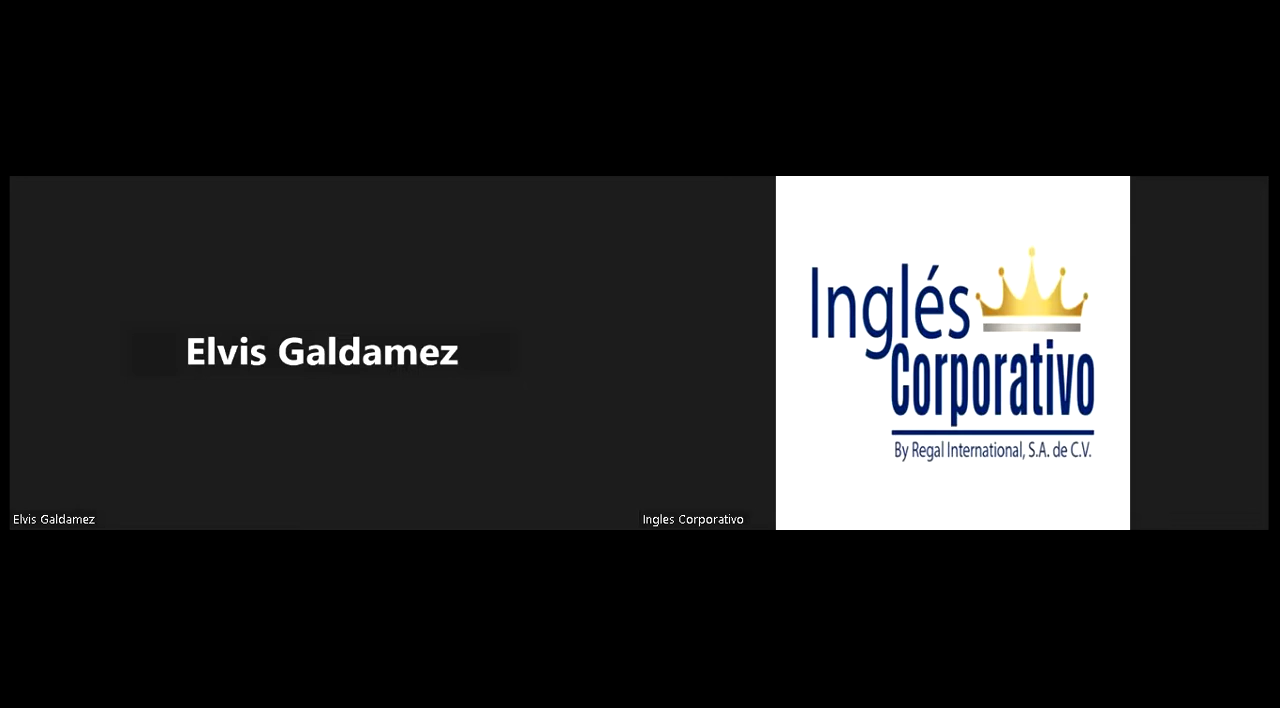 Elvis Galdamez
Elvis Galdamez
Inglés
Corporativo
By Regal International, S.A. de C.V.
Ingles Corporativo